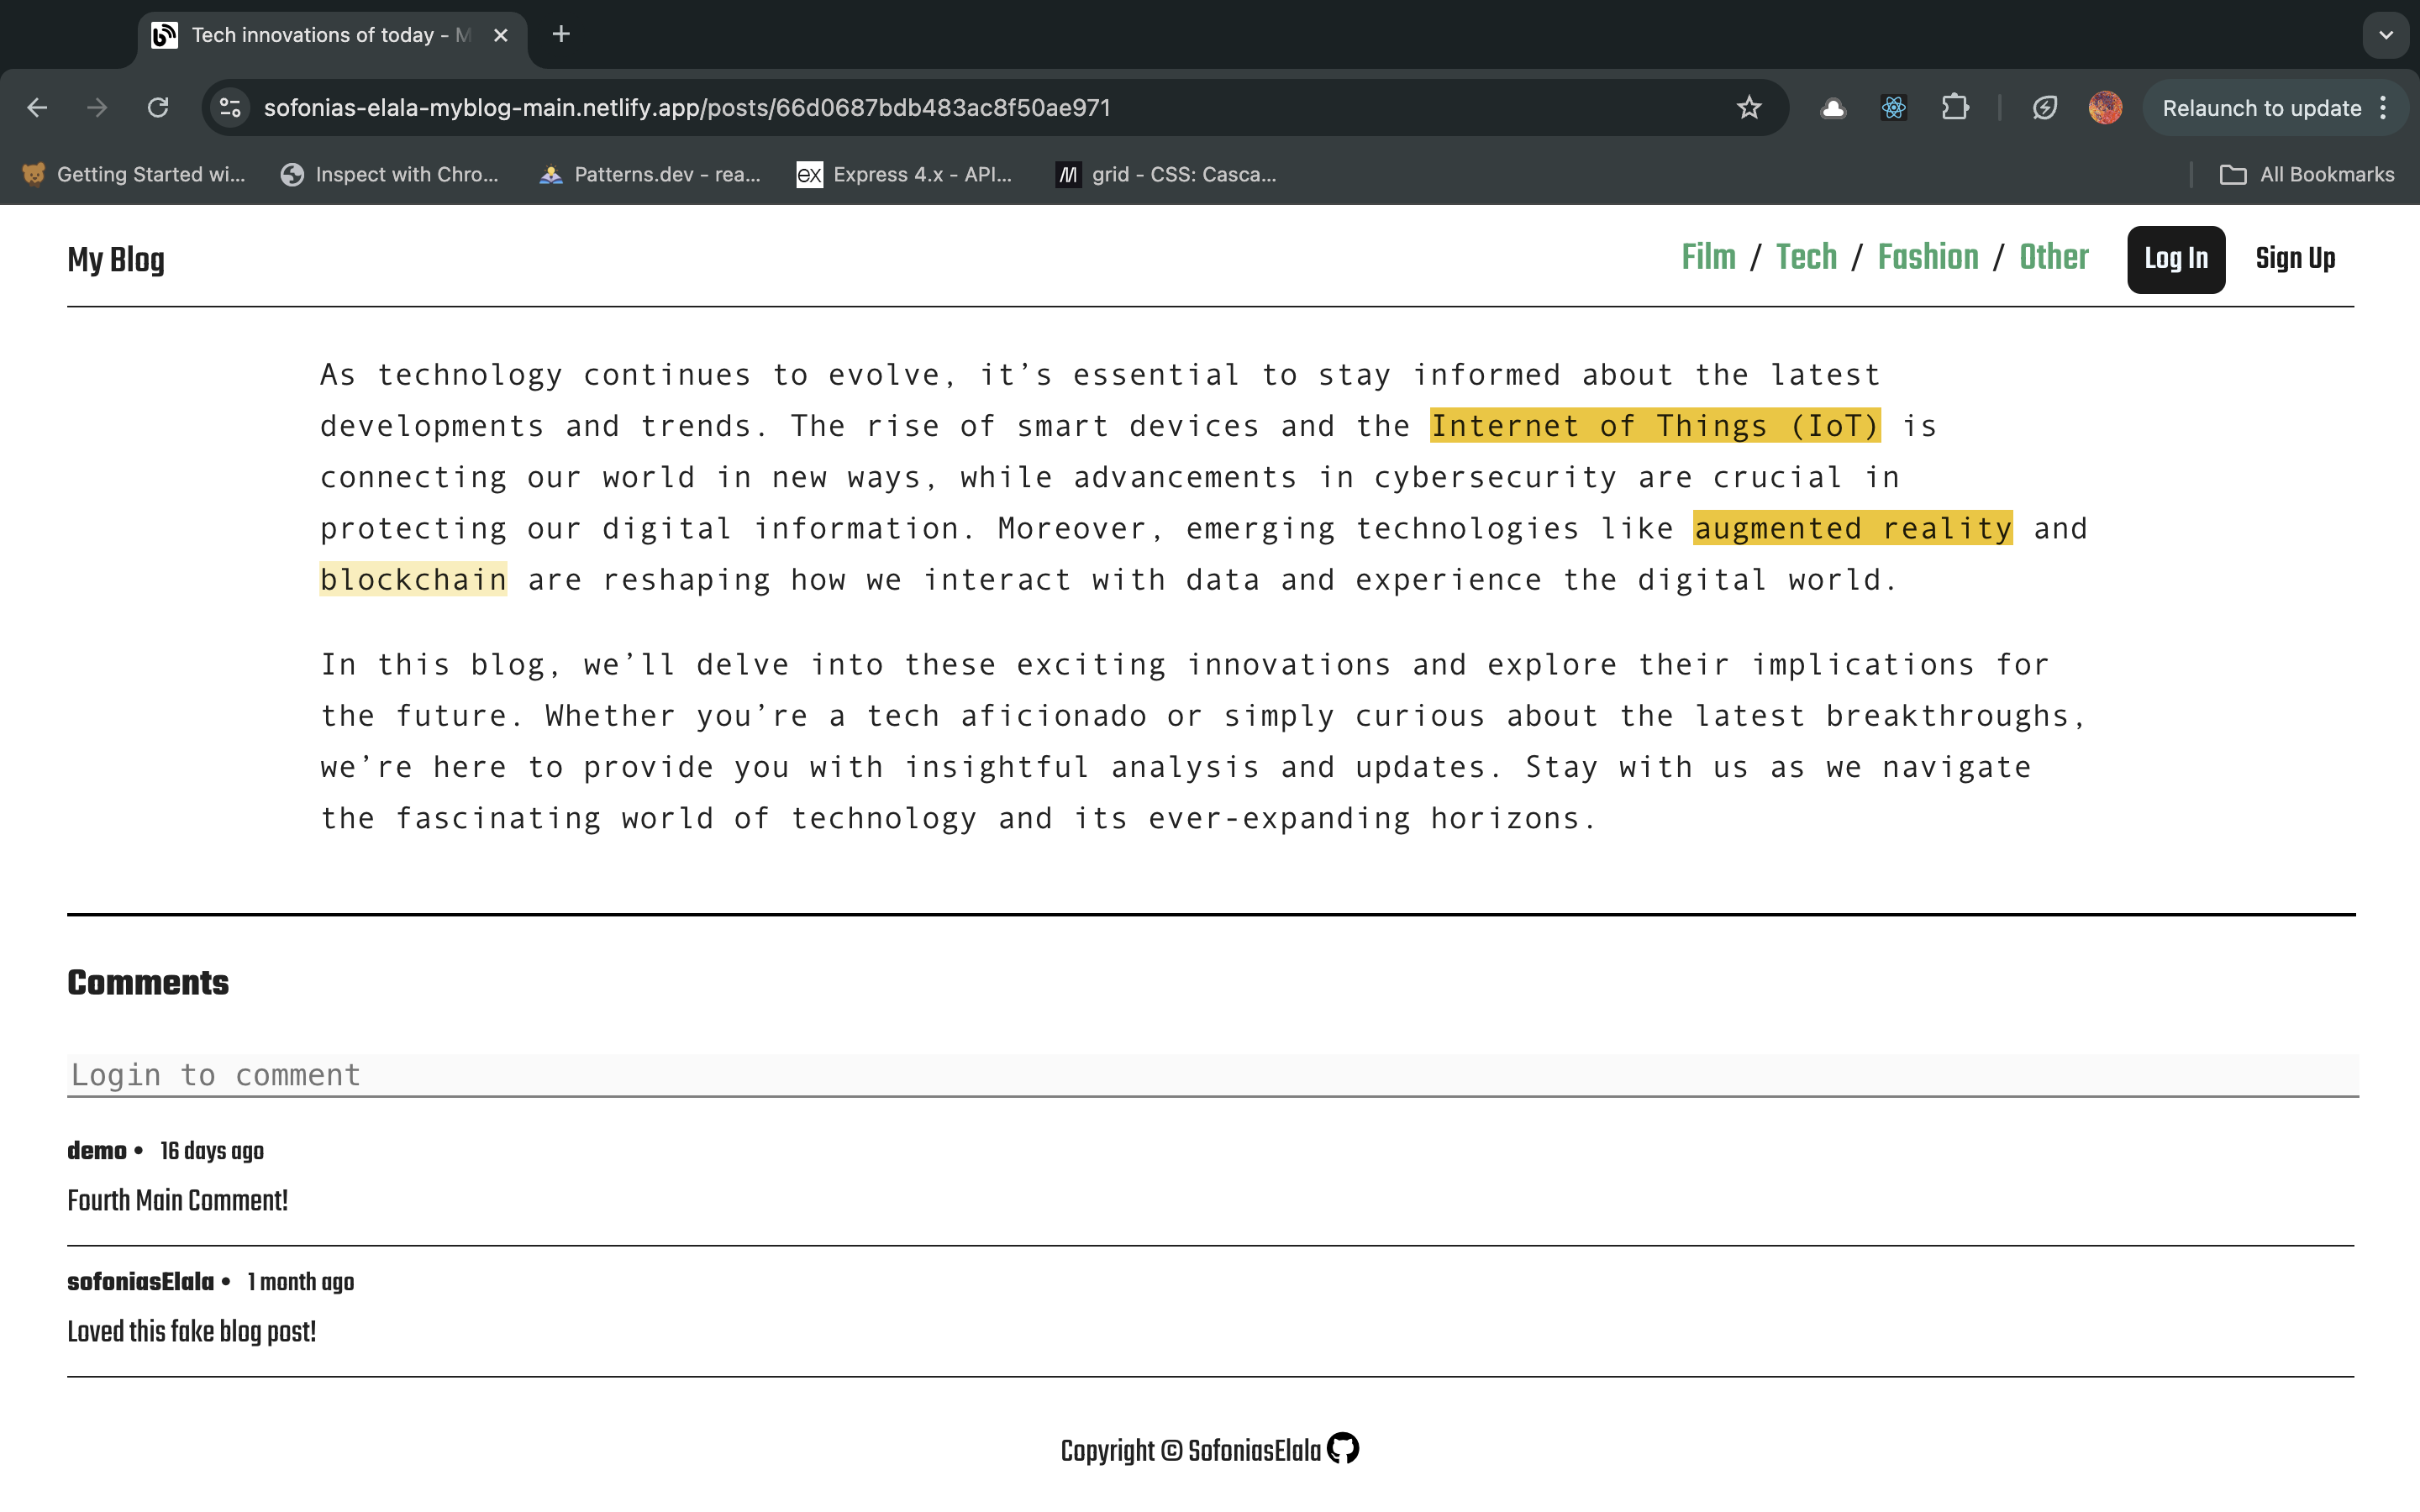 Tech innovations of today - M
sofonias-elala-myblog-main.netlify.app/posts/66d0687bdb483ac8f50ae971
Relaunch to update
Getting Started wi...
Inspect with Chro...
Patterns.dev - rea...
ex
Express 4.x - API...
grid - CSS: Casca...
All Bookmarks
My Blog
Film / Tech / Fashion / Other
Log In
Sign Up
As technology continues to evolve, it’s essential to stay informed about the latest
developments and trends. The rise of smart devices and the Internet of Things (IoT) is
connecting our world in new ways, while advancements in cybersecurity are crucial in
protecting our digital information. Moreover, emerging technologies like augmented reality and
blockchain are reshaping how we interact with data and experience the digital world.
In this blog, we’ll delve into these exciting innovations and explore their implications for
the future. Whether you’re a tech aficionado or simply curious about the latest breakthroughs,
we’re here to provide you with insightful analysis and updates. Stay with us as we navigate
the fascinating world of technology and its ever-expanding horizons.
Comments
Login to comment
demo • 16 days ago
Fourth Main Comment!
sofoniasElala • 1 month ago
Loved this fake blog post!
Copyright © SofoniasElala